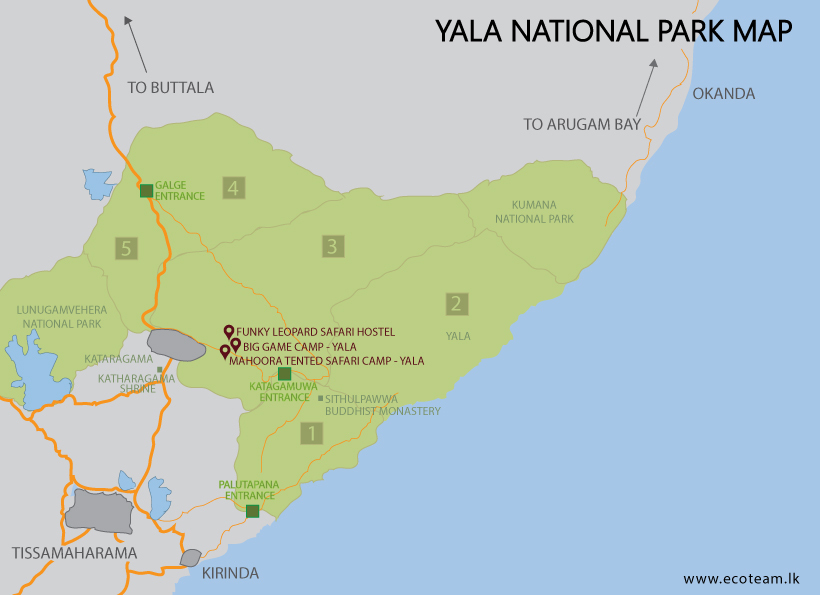 YALA NATIONAL PARK MAP
TO BUTTALA
OKANDA
TO ARUGAM BAY
GALGE
ENTRANCE
4
KUMANA
NATIONAL PARK
5
3
2
LUNUGAMVEHERA
NATIONAL PARK
FUNKY LEOPARD SAFARI HOSTEL
YALA
BIG GAME CAMP - YALA
MAHOORA TENTED SAFARI CAMP - YALA
KATARAGAMA
KATHARAGAMA
SHRINE
KATAGAMUWA
ENTRANCE
SITHULPAWWA
BUDDHIST MONASTERY
1
PALUTAPANA
ENTRANCE
TISSAMAHARAMA
KIRINDA
www.ecoteam.lk